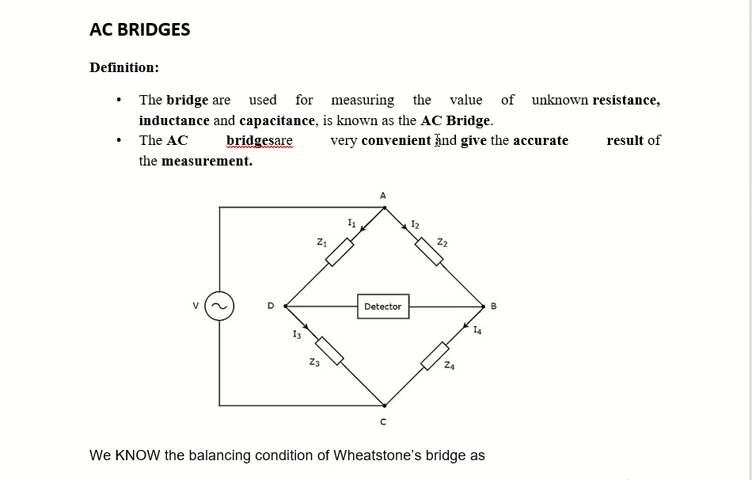 AC BRIDGES
Definition:
• The bridge are used for measuring the value of unknown resistance,
inductance and capacitance, is known as the AC Bridge.
• The AC bridgesare very convenient and give the accurate result of
the measurement.
A
I1 I2
Z1 Z2
V D Detector B
I3 I4
Z3 Z4
C
We KNOW the balancing condition of Wheatstone's bridge as